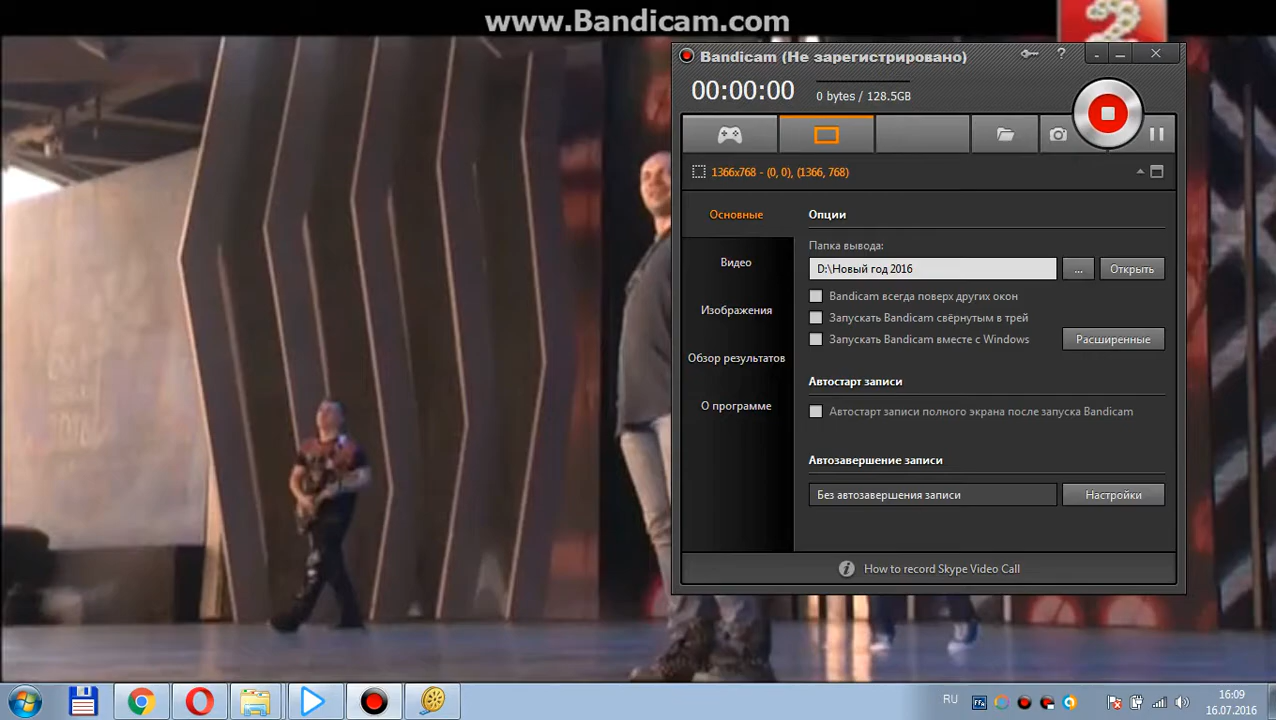 www.Bandicam.com
2
Bandicam (Не зарегистрировано)
?
00:00:00
0 bytes / 128.5GB
1366x768 - (0, 0), (1366, 768)
Основные
Видео
Изображения
Обзор результатов
О программе
Опции
Папка вывода:
D:\Новый год 2016
...
Открыть
Bandicam всегда поверх других окон
Запускать Bandicam свёрнутым в трей
Запускать Bandicam вместе с Windows
Расширенные
Автостарт записи
Автостарт записи полного экрана после запуска Bandicam
Автозавершение записи
Без автозавершения записи
Настройки
How to record Skype Video Call
RU
16:09
16.07.2016